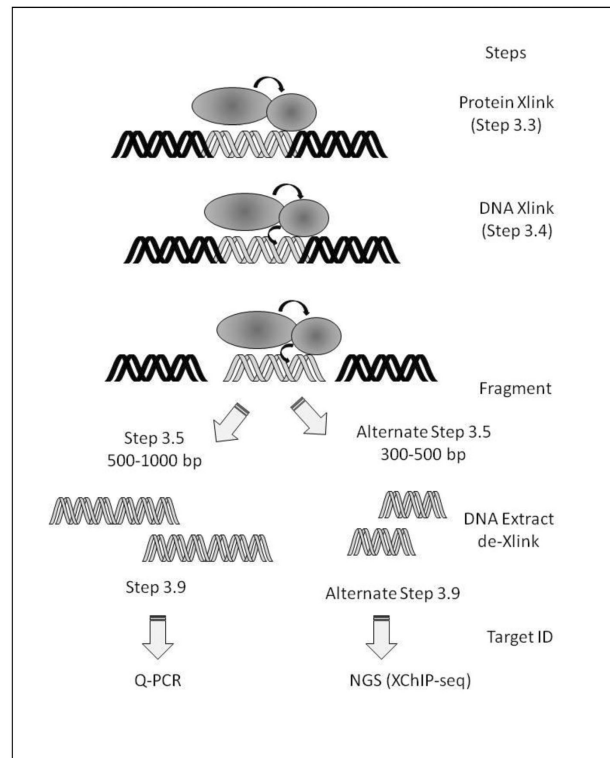 Steps
Protein Xlink
(Step 3.3)
DNA Xlink
(Step 3.4)
Fragment
Step 3.5
500-1000 bp
Alternate Step 3.5
300-500 bp
DNA Extract
de-Xlink
Step 3.9
Alternate Step 3.9
Target ID
Q-PCR
NGS (XChIP-seq)